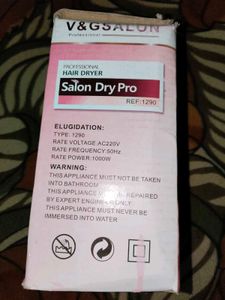 V&GSALON
Professional
PROFESSIONAL
HAIR DRYER
Salon Dry Pro
REF:1290
ELUGIDATION:
TYPE: 1290
RATE VOLTAGE:AC220V
RATE FREQUENCY:50Hz
RATE POWER:1000W
WARNING:
THIS APPLIANCE MUST NOT BE
TAKEN INTO BATHROOM
THIS APPLIANCE MUST BE REPAIRED
BY EXPERT ENGINEER ONLY
THIS APPLIANCE MUST NEVER BE
IMMERSED INTO WATER